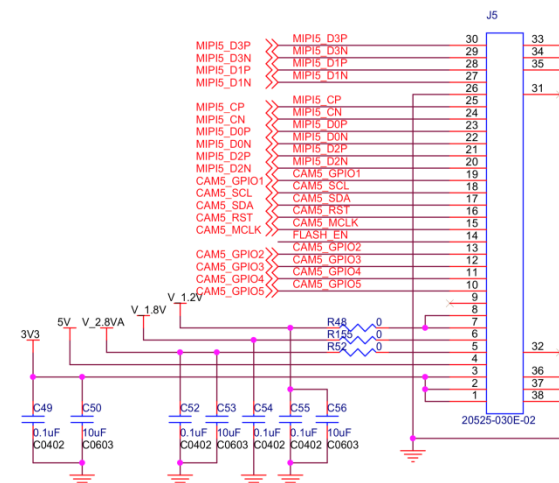 J5
MIPI5_D3P MIPI5_D3P 30 33
MIPI5_D3N MIPI5_D3N 29 34
MIPI5_D1P MIPI5_D1P 28 35
MIPI5_D1N MIPI5_D1N 27
26 31
MIPI5_CP MIPI5_CP 25
MIPI5_CN MIPI5_CN 24
MIPI5_D0P MIPI5_D0P 23
MIPI5_D0N MIPI5_D0N 22
MIPI5_D2P MIPI5_D2P 21
MIPI5_D2N MIPI5_D2N 20
CAM5_GPIO1 CAM5_GPIO1 19
CAM5_SCL CAM5_SCL 18
CAM5_SDA CAM5_SDA 17
CAM5_RST CAM5_RST 16
CAM5_MCLK CAM5_MCLK 15
FLASH_EN 14
CAM5_GPIO2 CAM5_GPIO2 13
CAM5_GPIO3 CAM5_GPIO3 12
CAM5_GPIO4 CAM5_GPIO4 11
CAM5_GPIO5 CAM5_GPIO5 10
9
V_1.2V 8
V_1.8V R48 0 7
5V V_2.8VA R155 0 6
3V3 R52 0 5 32
4
3 36
2 37
1 38
20525-030E-02
C49 C50 C52 C53 C54 C55 C56
0.1uF 10uF 0.1uF 10uF 0.1uF 0.1uF 10uF
C0402 C0603 C0402 C0603 C0402 C0402 C0603